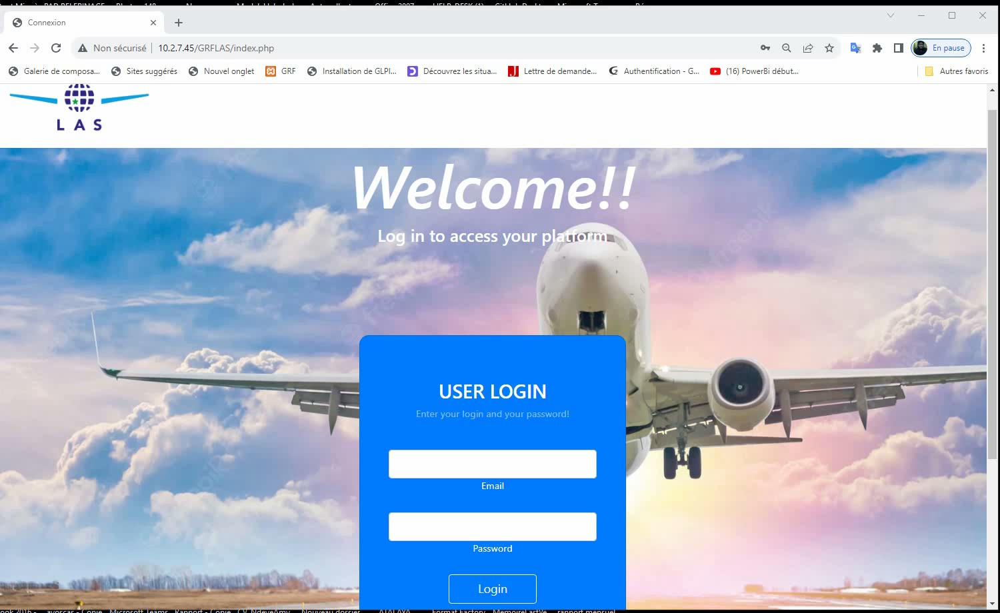 Connexion
Non sécurisé 10.2.7.45/GRFLAS/index.php En pause
Galerie de composa... Sites suggérés Nouvel onglet GRF Installation de GLPI... Découvrez les situa... Lettre de demande... Authentification - G... (16) PowerBi début... Autres favoris
LAS
Welcome!!
Log in to access your platform
USER LOGIN
Enter your login and your password!
Email
Password
Login